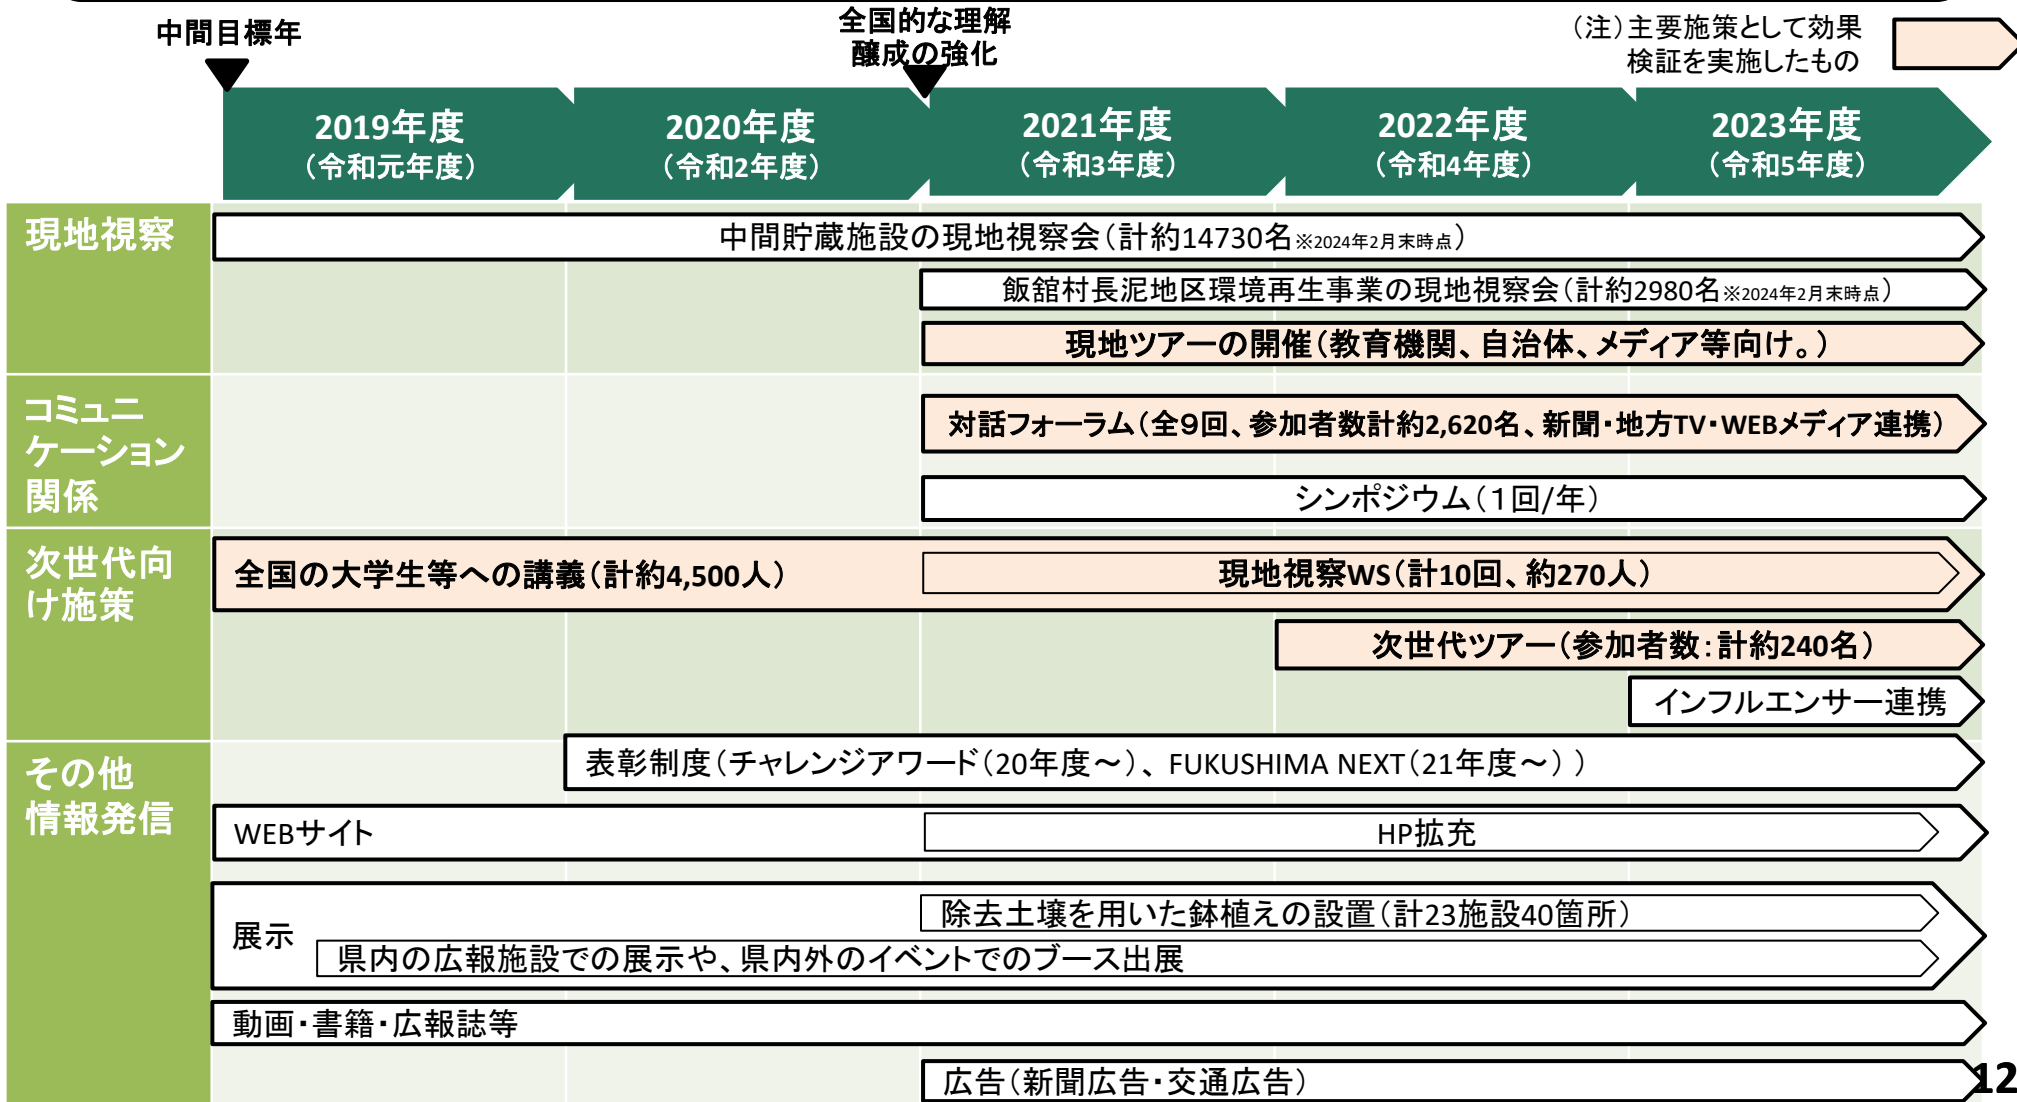 中間目標年
全国的な理解
醸成の強化
（注）主要施策として効果
検証を実施したもの
2019年度
（令和元年度）
2020年度
（令和2年度）
2021年度
（令和3年度）
2022年度
（令和4年度）
2023年度
（令和5年度）
現地視察
中間貯蔵施設の現地視察会（計約14730名※2024年2月末時点）
飯舘村長泥地区環境再生事業の現地視察会（計約2980名※2024年2月末時点）
現地ツアーの開催（教育機関、自治体、メディア等向け。）
コミュニ
ケーション
関係
対話フォーラム（全９回、参加者数計約2,620名、新聞・地方TV・WEBメディア連携）
シンポジウム（１回/年）
次世代向
け施策
全国の大学生等への講義（計約4,500人）
現地視察WS（計10回、約270人）
次世代ツアー（参加者数：計約240名）
インフルエンサー連携
その他
情報発信
表彰制度（チャレンジアワード（20年度～）、FUKUSHIMA NEXT（21年度～））
WEBサイト
HP拡充
展示
除去土壌を用いた鉢植えの設置（計23施設40箇所）
県内の広報施設での展示や、県内外のイベントでのブース出展
動画・書籍・広報誌等
広告（新聞広告・交通広告）
12